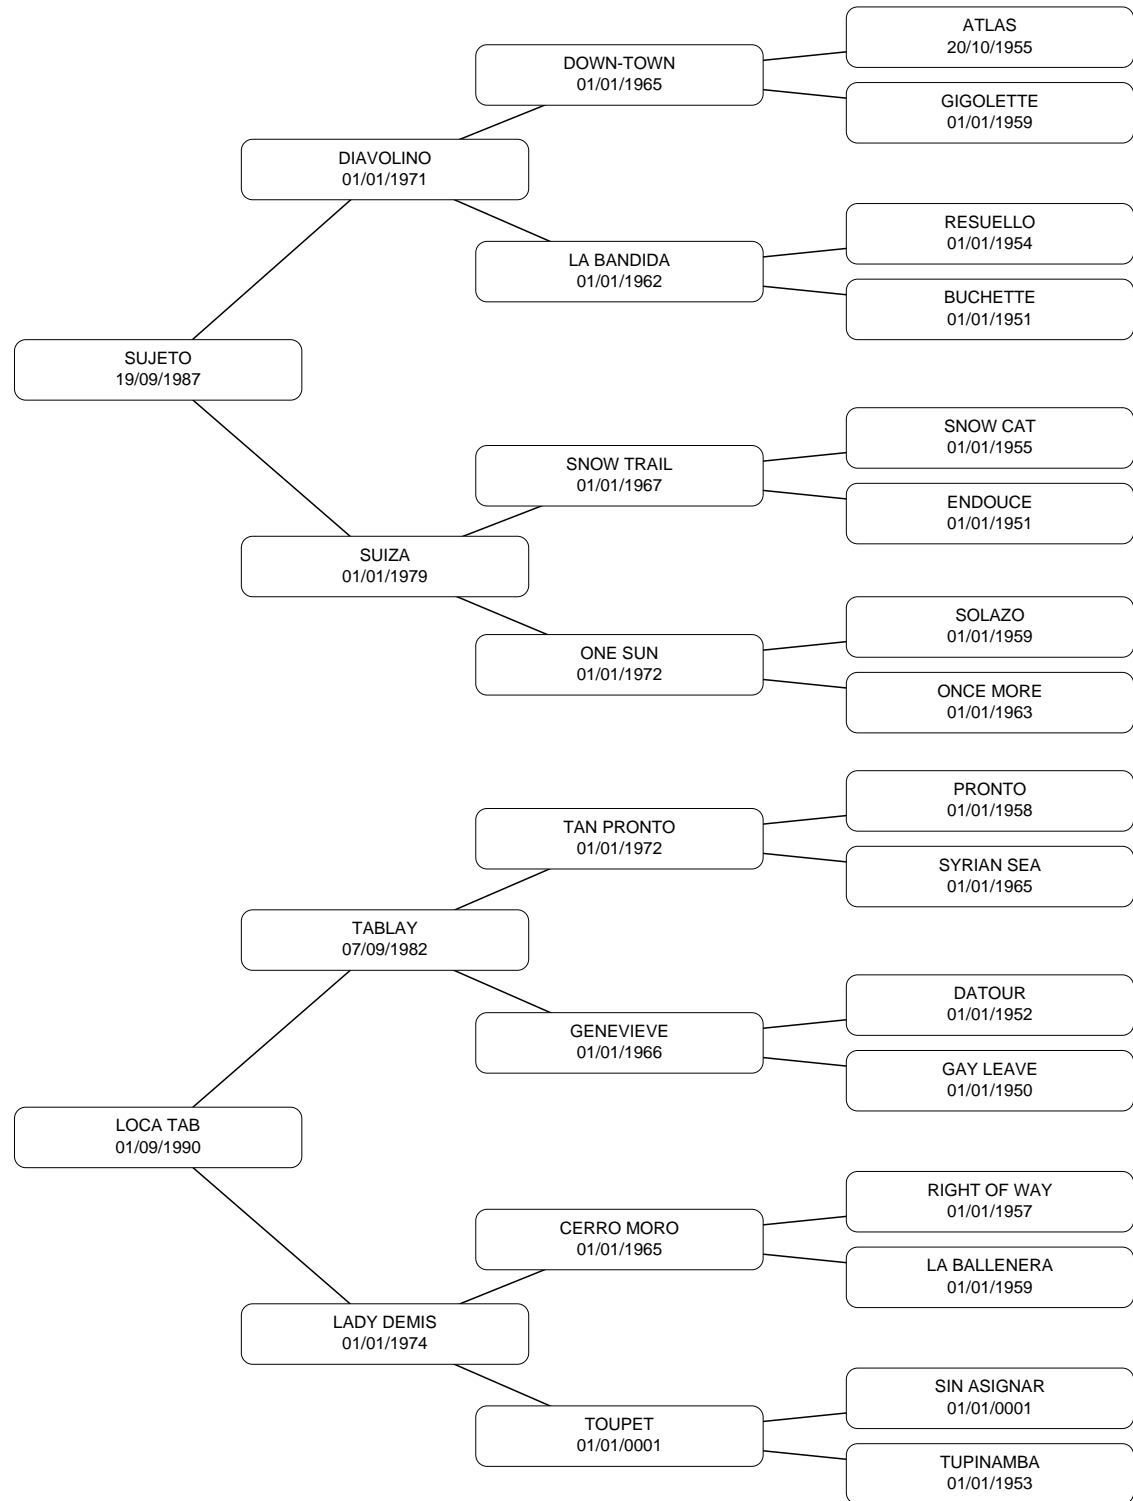 ATLAS
20/10/1955
DOWN-TOWN
01/01/1965
GIGOLETTE
01/01/1959
DIAVOLINO
01/01/1971
RESUELLO
01/01/1954
LA BANDIDA
01/01/1962
BUCHETTE
01/01/1951
SUJETO
19/09/1987
SNOW CAT
01/01/1955
SNOW TRAIL
01/01/1967
ENDOUCE
01/01/1951
SUIZA
01/01/1979
SOLAZO
01/01/1959
ONE SUN
01/01/1972
ONCE MORE
01/01/1963
PRONTO
01/01/1958
TAN PRONTO
01/01/1972
SYRIAN SEA
01/01/1965
TABLAY
07/09/1982
DATOUR
01/01/1952
GENEVIEVE
01/01/1966
GAY LEAVE
01/01/1950
LOCA TAB
01/09/1990
RIGHT OF WAY
01/01/1957
CERRO MORO
01/01/1965
LA BALLENERA
01/01/1959
LADY DEMIS
01/01/1974
SIN ASIGNAR
01/01/0001
TOUPET
01/01/0001
TUPINAMBA
01/01/1953